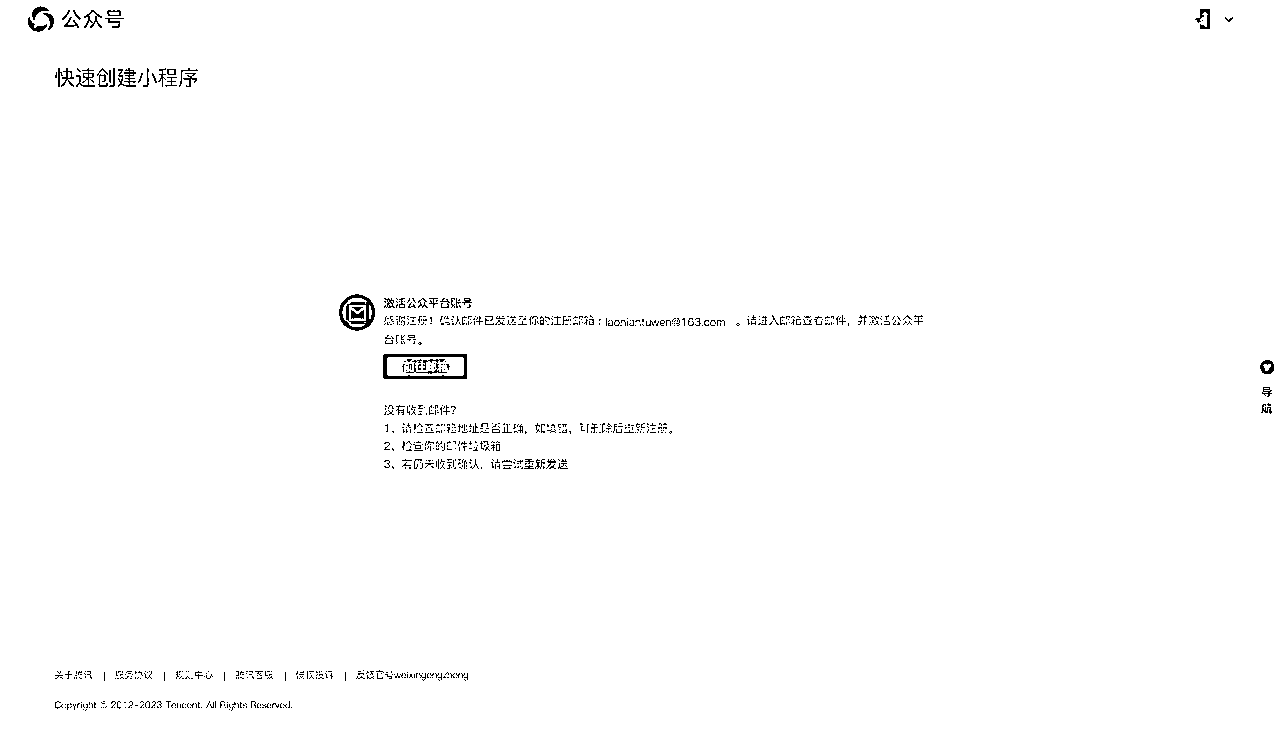 公众号
快速创建小程序
激活公众平台账号
感谢注册！确认邮件已发送至你的注册邮箱：laoniantuwen@163.com 。请进入邮箱查看邮件，并激活公众平
台账号。
前往邮箱
没有收到邮件？
1、请检查邮箱地址是否正确，如填错，可删除后重新注册。
2、检查你的邮件垃圾箱
3、若仍未收到确认，请尝试重新发送
导
航
关于腾讯 | 服务协议 | 规则中心 | 腾讯客服 | 侵权投诉 | 反馈官号weixingongzhong
Copyright © 2012-2023 Tencent. All Rights Reserved.